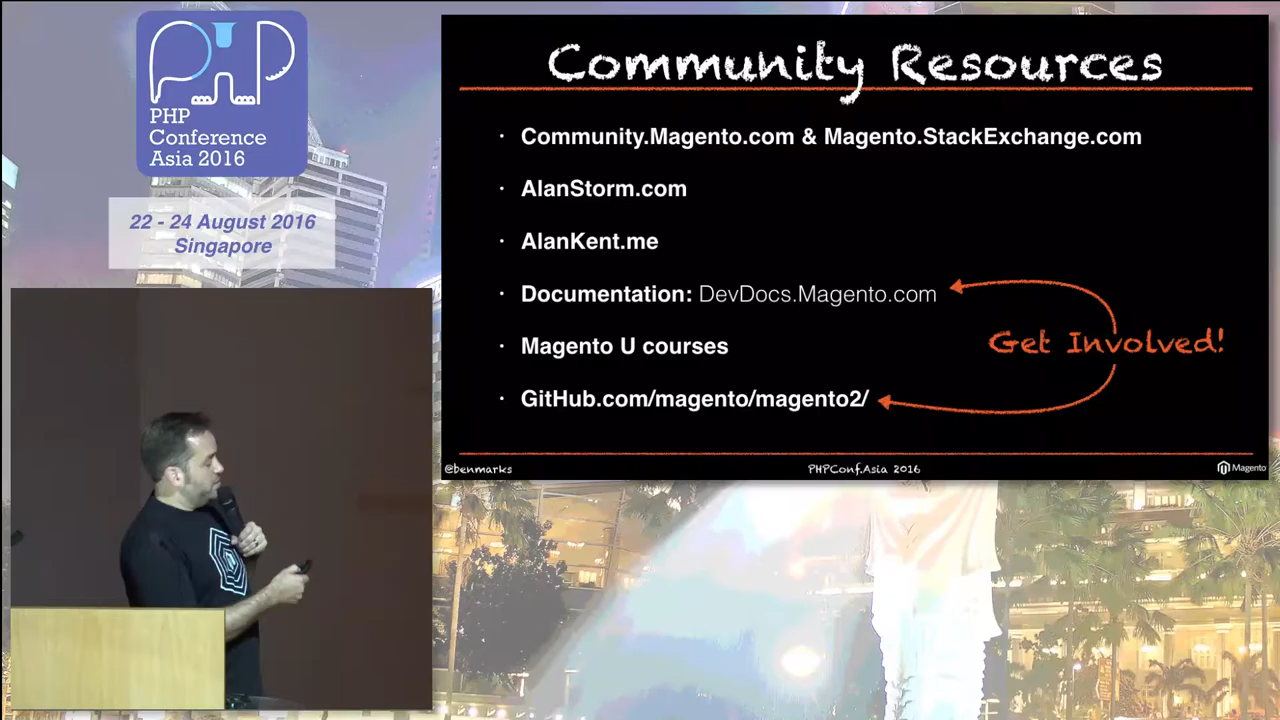 PHP
PHP
Conference
Asia 2016
22 - 24 August 2016
Singapore
Community Resources
· Community.Magento.com & Magento.StackExchange.com
· AlanStorm.com
· AlanKent.me
· Documentation: DevDocs.Magento.com
Get Involved!
· Magento U courses
· GitHub.com/magento/magento2/
@benmarks
PHPConf.Asia 2016
Magento